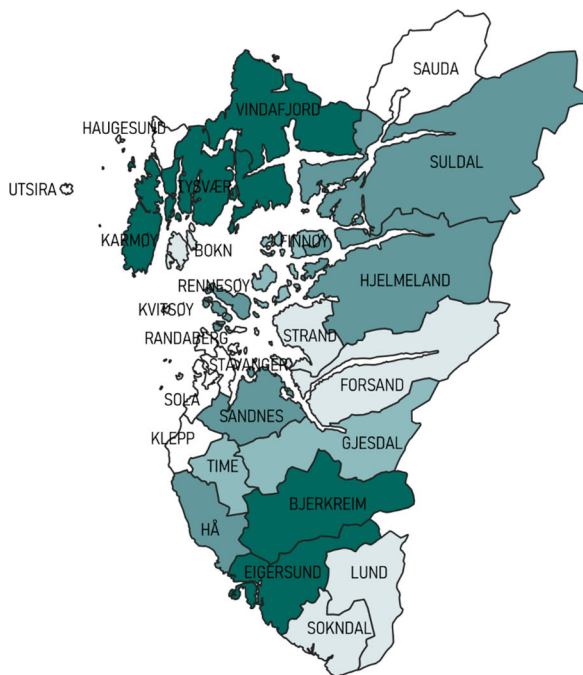 SAUDA
VINDAFJORD
HAUGESUND
SULDAL
UTSIRA
TYSVÆR
KARMØY
FINNØY
BOKN
HJELMELAND
RENNESØY
KVITSØY
STRAND
RANDABERG
STAVANGER
FORSAND
SOLA
SANDNES
KLEPP
GJESDAL
TIME
BJERKREIM
HÅ
EIGERSUND
LUND
SOKNDAL